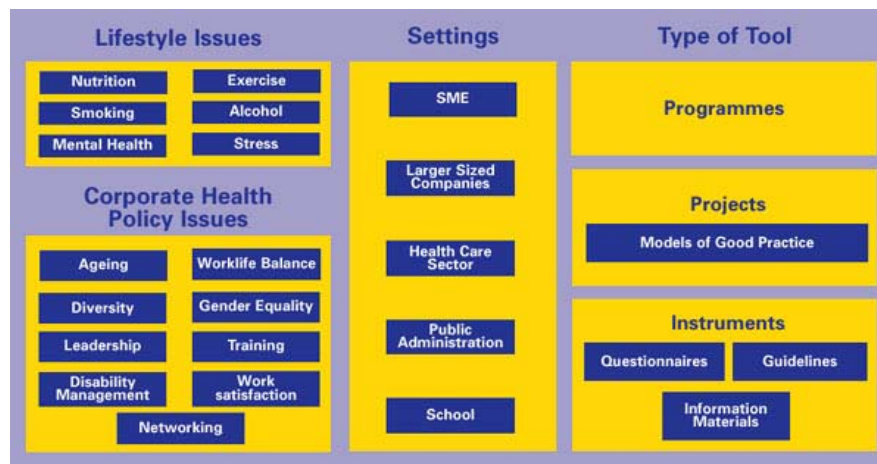 Lifestyle Issues
Nutrition
Exercise
Smoking
Alcohol
Mental Health
Stress
Corporate Health
Policy Issues
Ageing
Worklife Balance
Diversity
Gender Equality
Leadership
Training
Disability
Management
Work
satisfaction
Networking
Settings
SME
Larger Sized
Companies
Health Care
Sector
Public
Administration
School
Type of Tool
Programmes
Projects
Models of Good Practice
Instruments
Questionnaires
Guidelines
Information
Materials